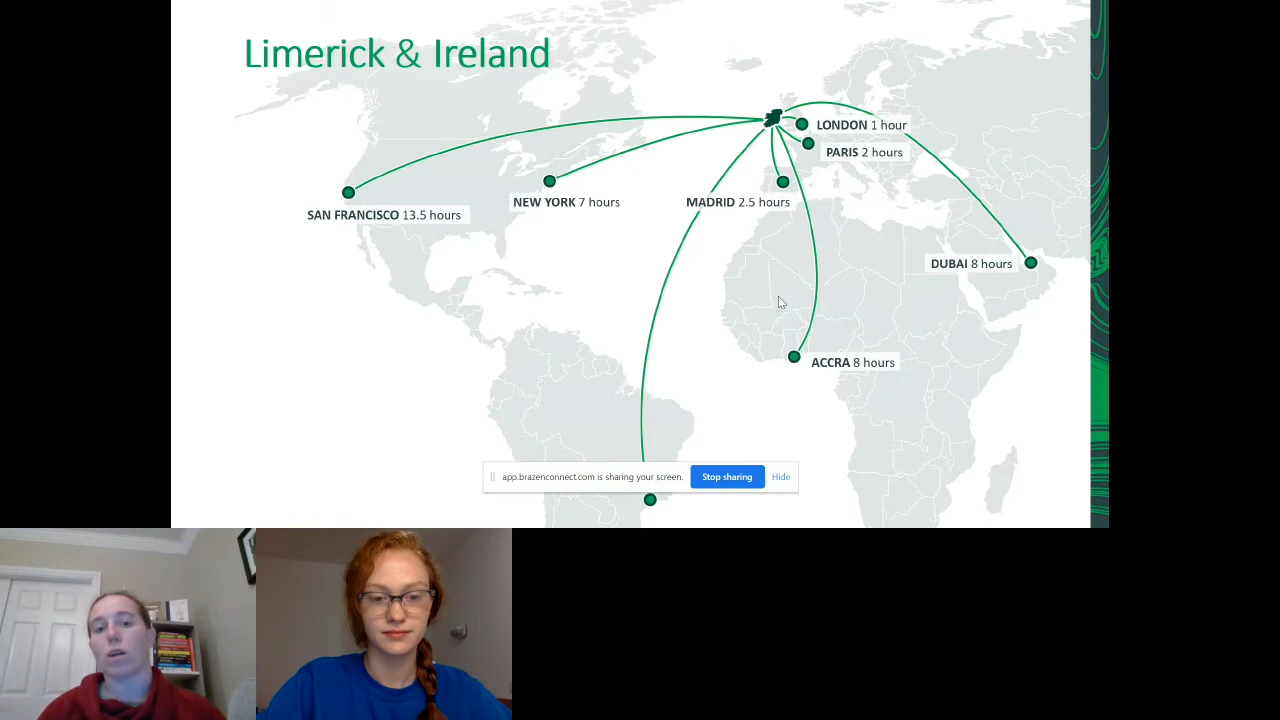 Limerick & Ireland
LONDON 1 hour
PARIS 2 hours
MADRID 2.5 hours
NEW YORK 7 hours
SAN FRANCISCO 13.5 hours
DUBAI 8 hours
ACCRA 8 hours
app.brazenconnect.com is sharing your screen.
Stop sharing
Hide